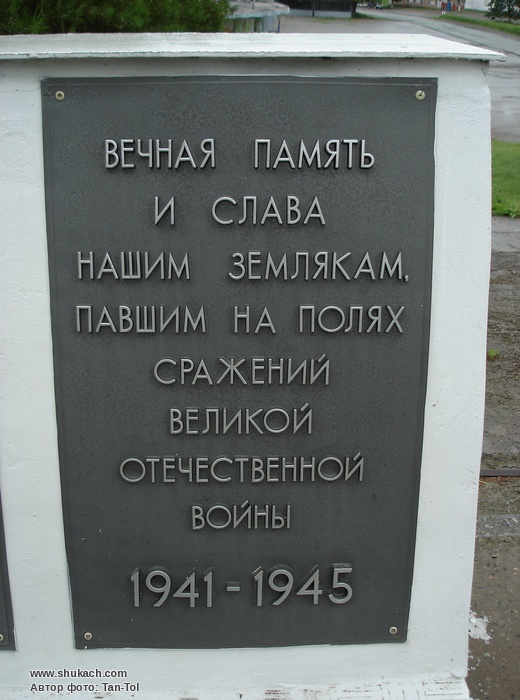 ВЕЧНАЯ ПАМЯТЬ
И СЛАВА
НАШИМ ЗЕМЛЯКАМ,
ПАВШИМ НА ПОЛЯХ
СРАЖЕНИЙ
ВЕЛИКОЙ
ОТЕЧЕСТВЕННОЙ
ВОЙНЫ
1941-1945
www.shukach.com
Автор фото: Tan-Tol